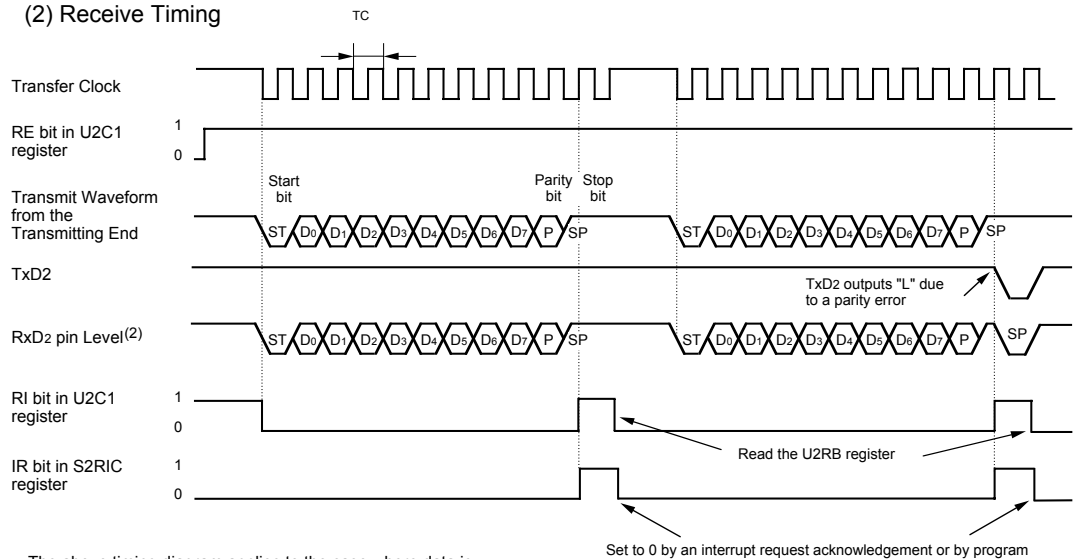 (2) Receive Timing
TC
Transfer Clock
RE bit in U2C1
register
1
0
Start
bit
Parity
bit
Stop
bit
Transmit Waveform
from the
Transmitting End
ST D0 D1 D2 D3 D4 D5 D6 D7 P SP
ST D0 D1 D2 D3 D4 D5 D6 D7 P SP
TxD2
TxD2 outputs "L" due
to a parity error
RxD2 pin Level(2)
ST D0 D1 D2 D3 D4 D5 D6 D7 P SP
ST D0 D1 D2 D3 D4 D5 D6 D7 P SP
RI bit in U2C1
register
1
0
Read the U2RB register
IR bit in S2RIC
register
1
0
Set to 0 by an interrupt request acknowledgement or by program